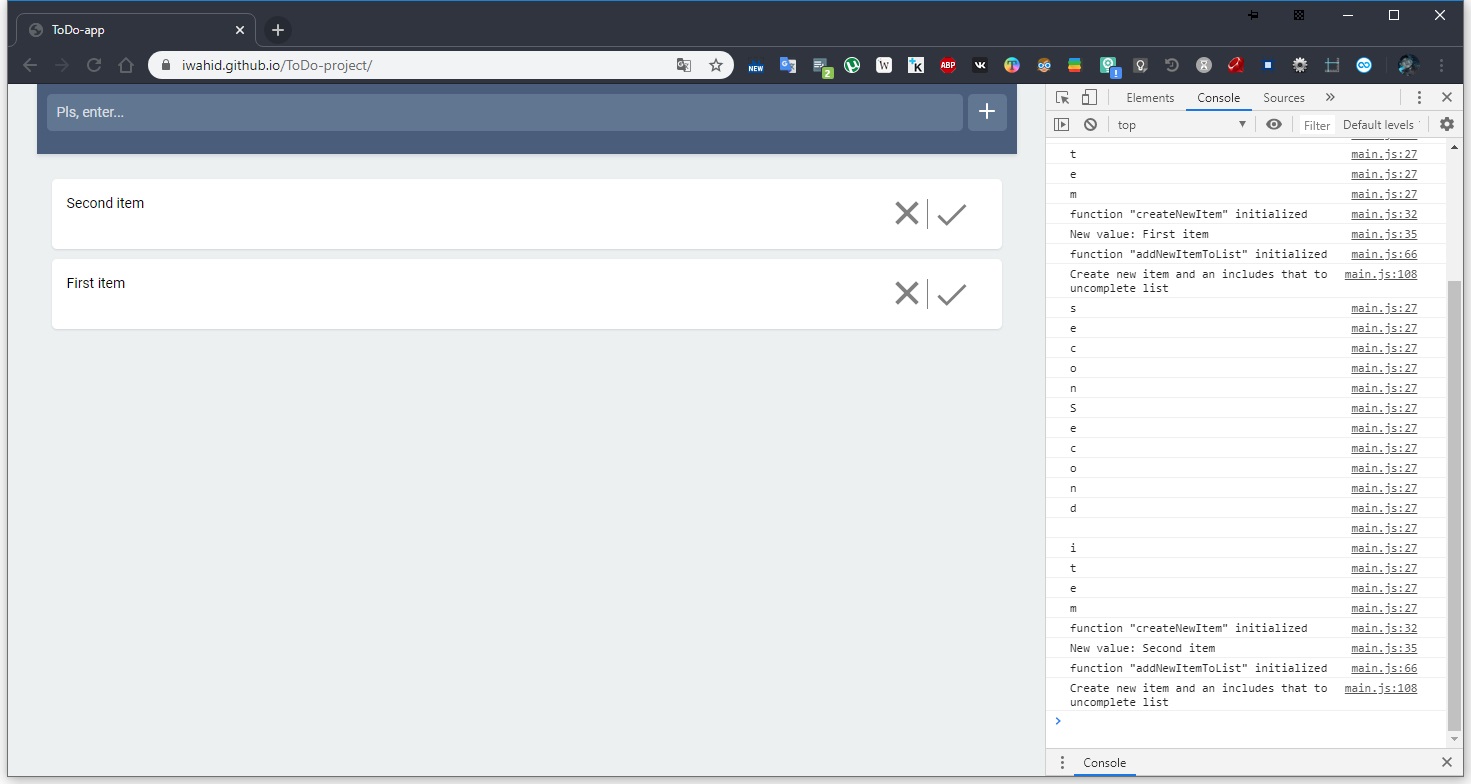 ToDo-app
iwahid.github.io/ToDo-project/
NEW
2
W
K
ABP
Pls, enter...
Second item
First item
Elements Console Sources »
top Filter Default levels
t main.js:27
e main.js:27
m main.js:27
function "createNewItem" initialized main.js:32
New value: First item main.js:35
function "addNewItemToList" initialized main.js:66
Create new item and an includes that to main.js:108
uncomplete list
s main.js:27
e main.js:27
c main.js:27
o main.js:27
n main.js:27
S main.js:27
e main.js:27
c main.js:27
o main.js:27
n main.js:27
d main.js:27
main.js:27
i main.js:27
t main.js:27
e main.js:27
m main.js:27
function "createNewItem" initialized main.js:32
New value: Second item main.js:35
function "addNewItemToList" initialized main.js:66
Create new item and an includes that to main.js:108
uncomplete list
Console